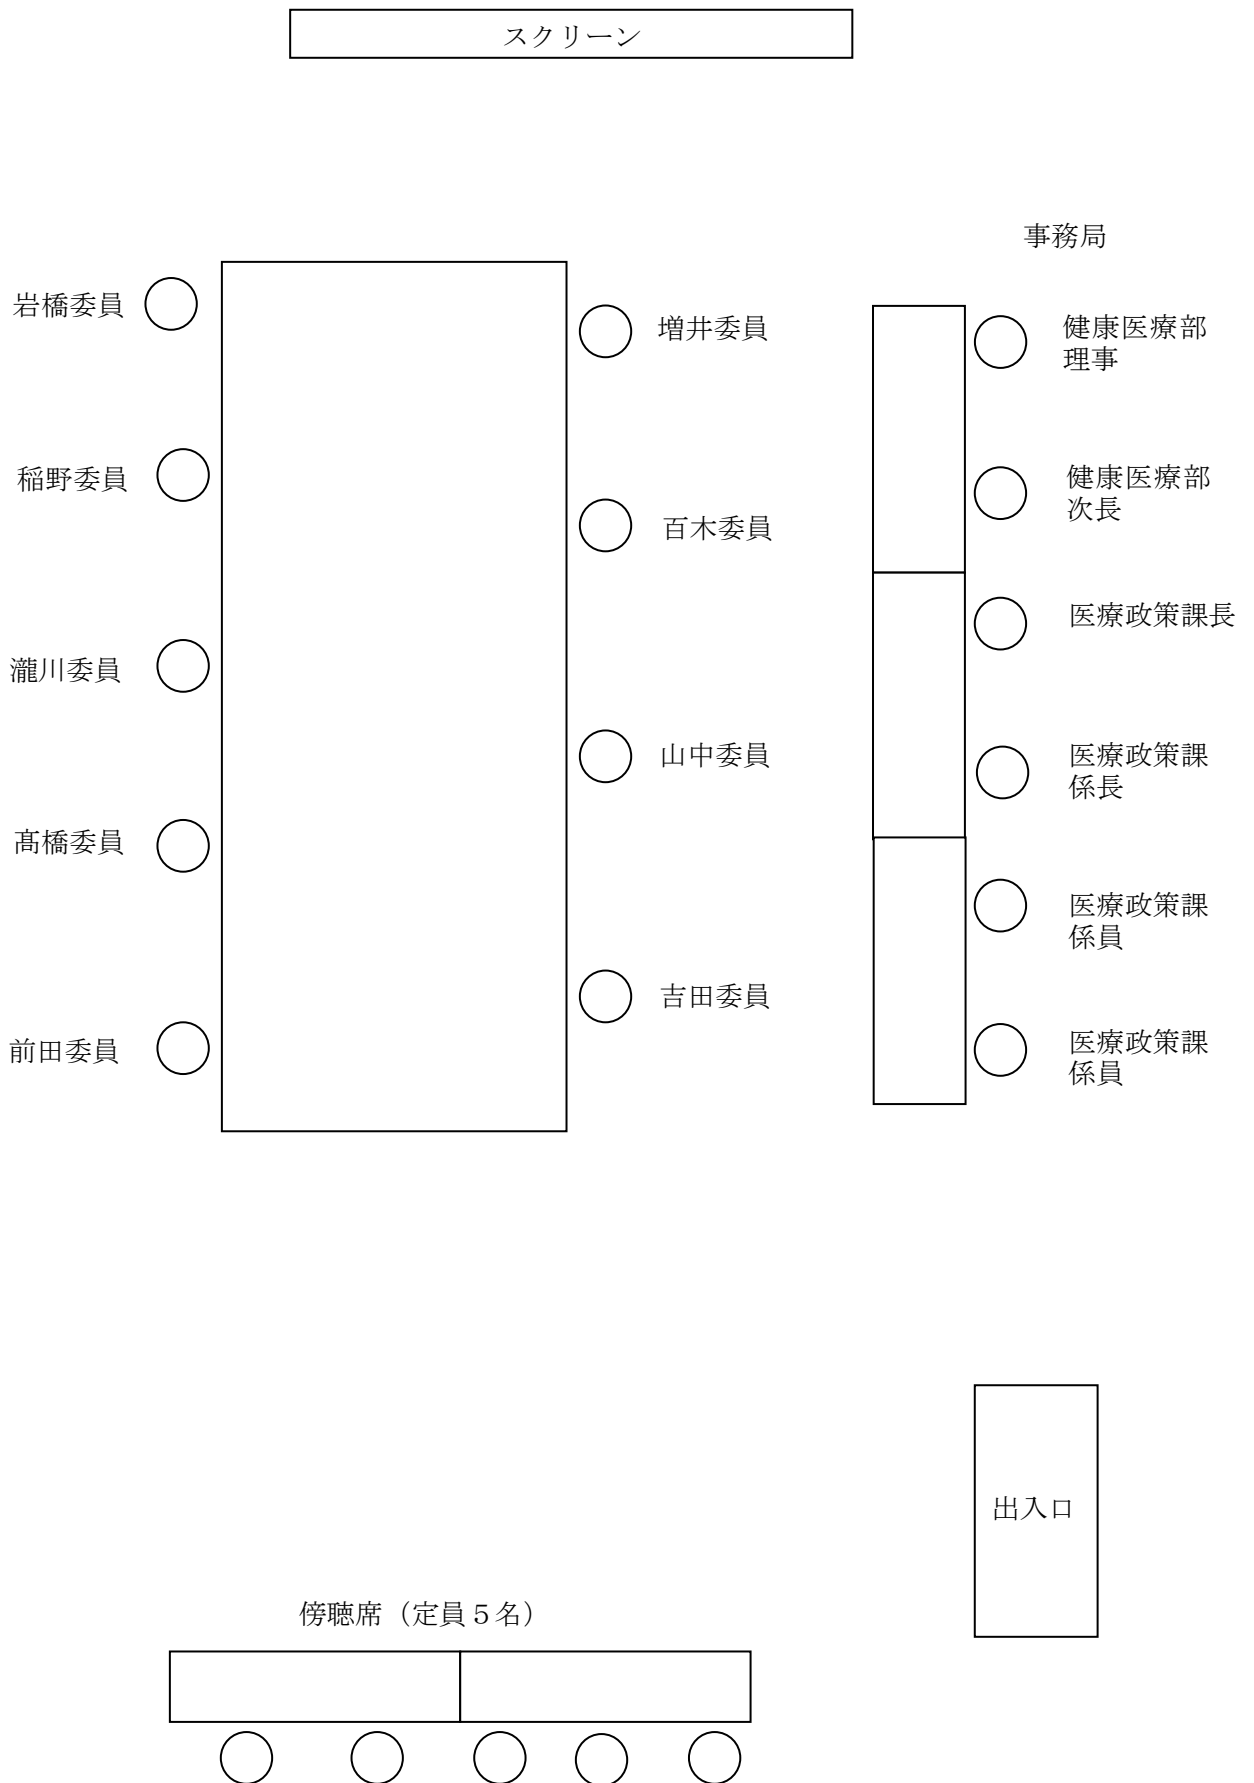 スクリーン
事務局
岩橋委員
稲野委員
瀧川委員
髙橋委員
前田委員
増井委員
百木委員
山中委員
吉田委員
健康医療部
理事
健康医療部
次長
医療政策課長
医療政策課
係長
医療政策課
係員
医療政策課
係員
出入口
傍聴席（定員５名）